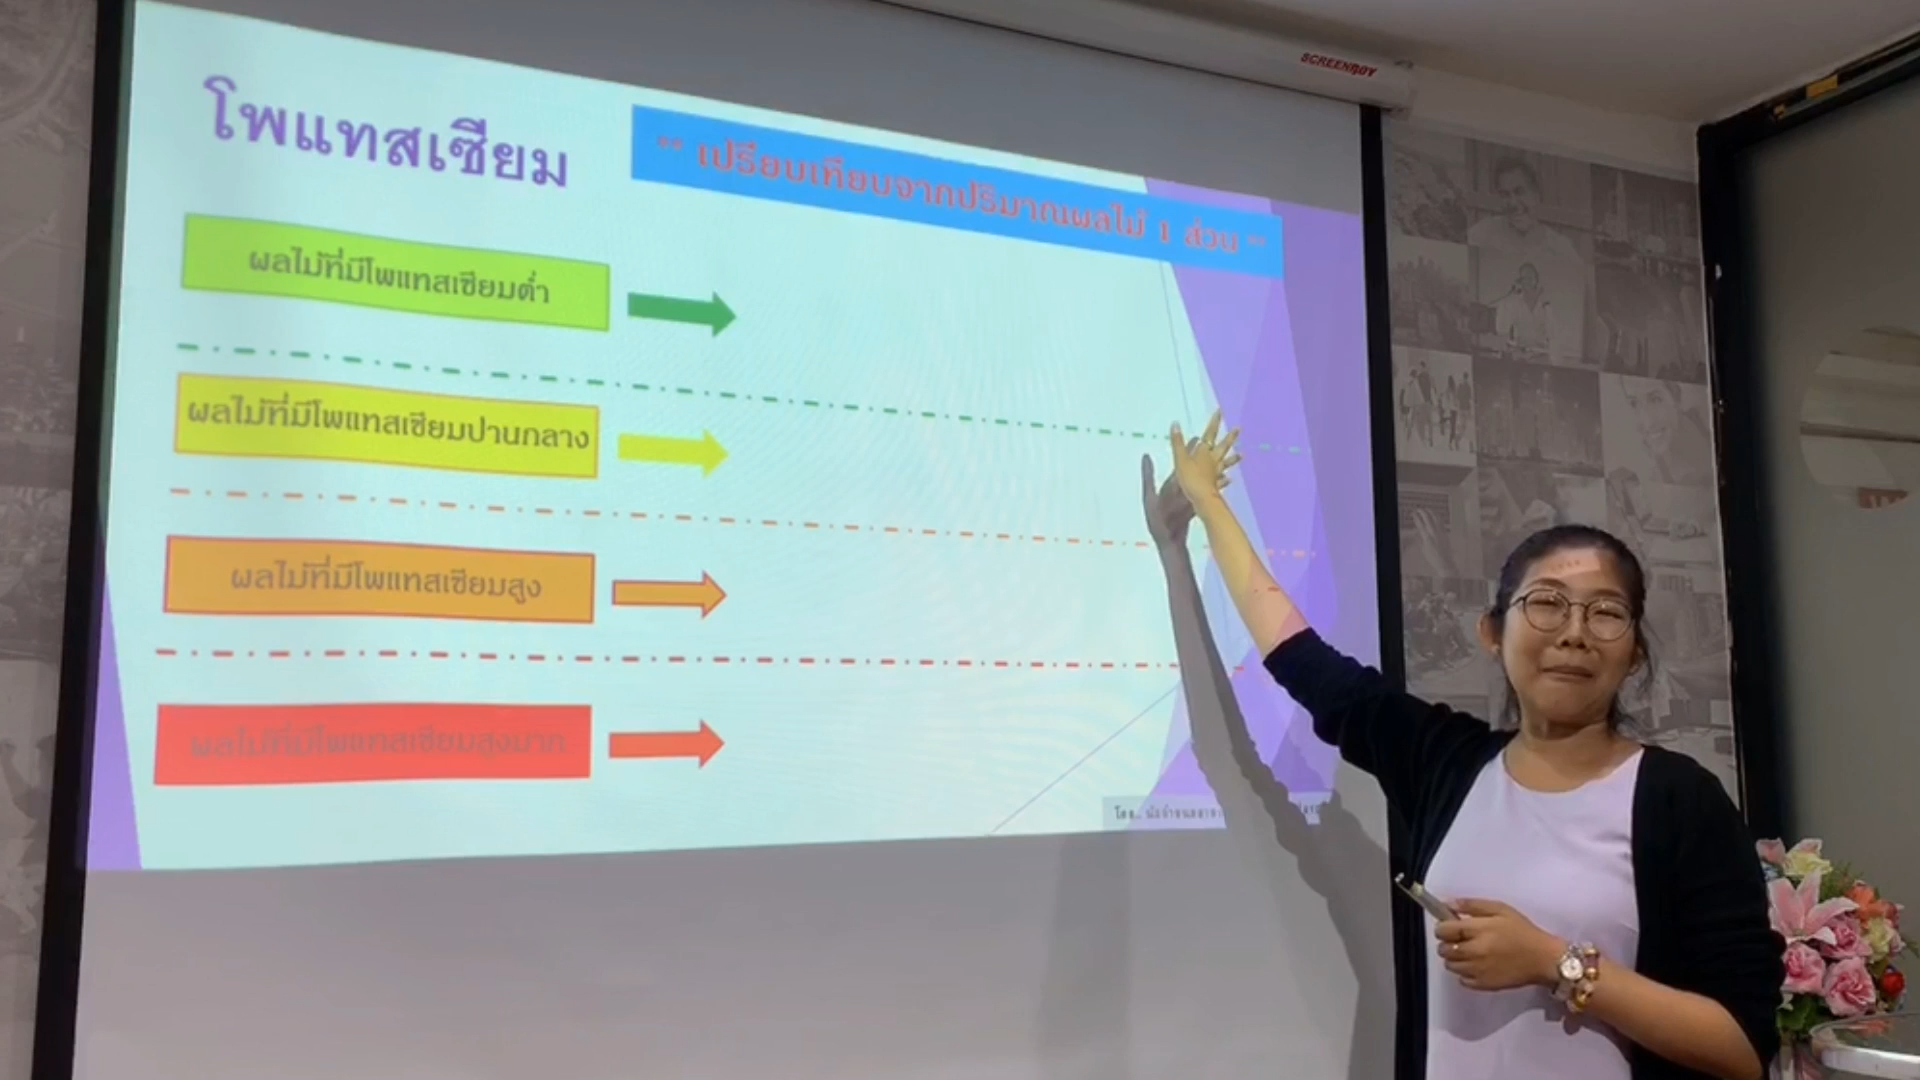 SCREENBOY
โพแทสเซียม
" เปรียบเทียบจากปริมาณผลไม้ 1 ส่วน "
ผลไม้ที่มีโพแทสเซียมต่ำ
ผลไม้ที่มีโพแทสเซียมปานกลาง
ผลไม้ที่มีโพแทสเซียมสูง
ผลไม้ที่มีโพแทสเซียมสูงมาก